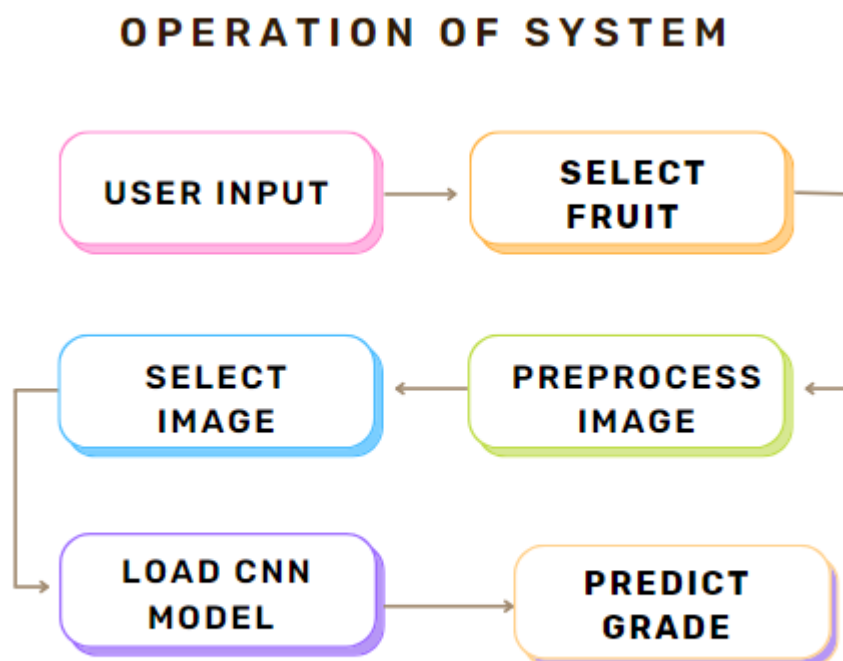 OPERATION OF SYSTEM
USER INPUT
SELECT
FRUIT
SELECT
IMAGE
PREPROCESS
IMAGE
LOAD CNN
MODEL
PREDICT
GRADE